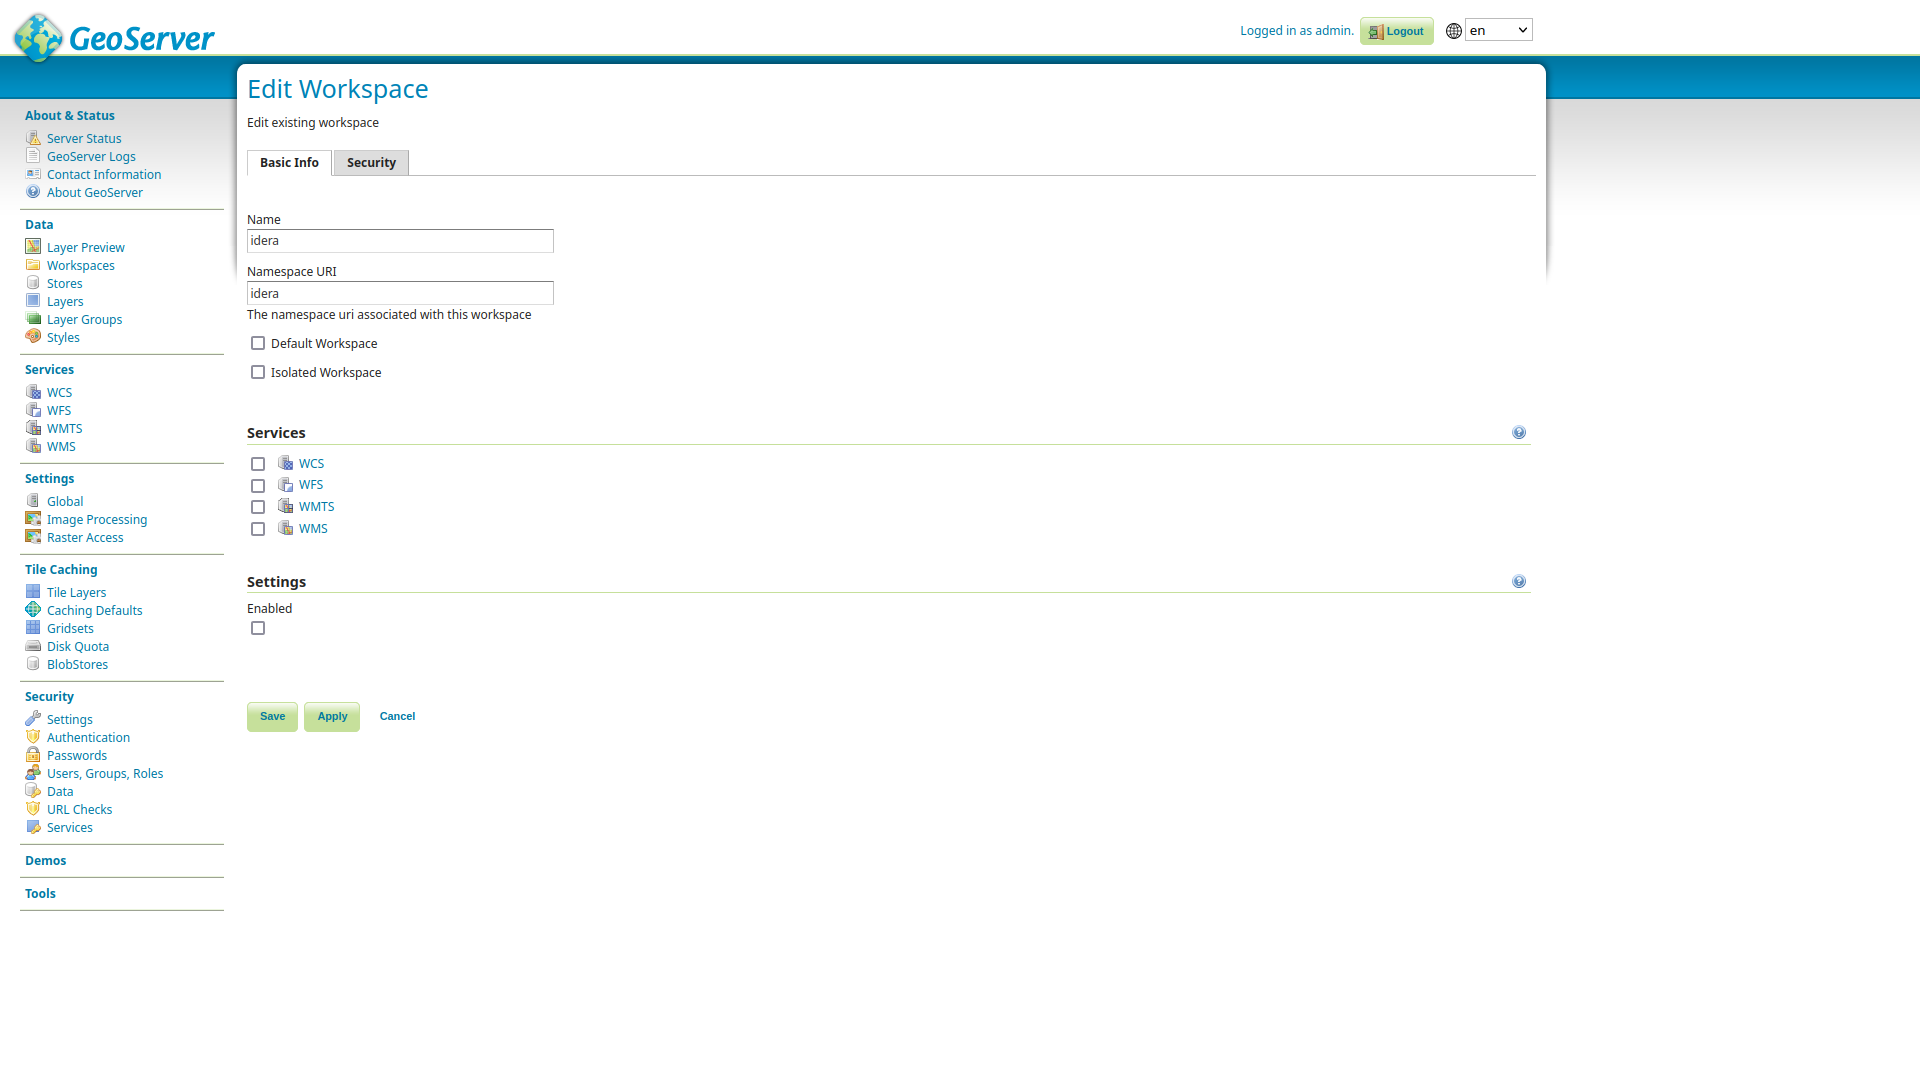 GeoServer
Logged in as admin.
Logout
en
About & Status
Server Status
GeoServer Logs
Contact Information
About GeoServer
Data
Layer Preview
Workspaces
Stores
Layers
Layer Groups
Styles
Services
WCS
WFS
WMTS
WMS
Settings
Global
Image Processing
Raster Access
Tile Caching
Tile Layers
Caching Defaults
Gridsets
Disk Quota
BlobStores
Security
Settings
Authentication
Passwords
Users, Groups, Roles
Data
URL Checks
Services
Demos
Tools
Edit Workspace
Edit existing workspace
Basic Info
Security
Name
idera
Namespace URI
idera
The namespace uri associated with this workspace
Default Workspace
Isolated Workspace
Services
WCS
WFS
WMTS
WMS
Settings
Enabled
Save
Apply
Cancel